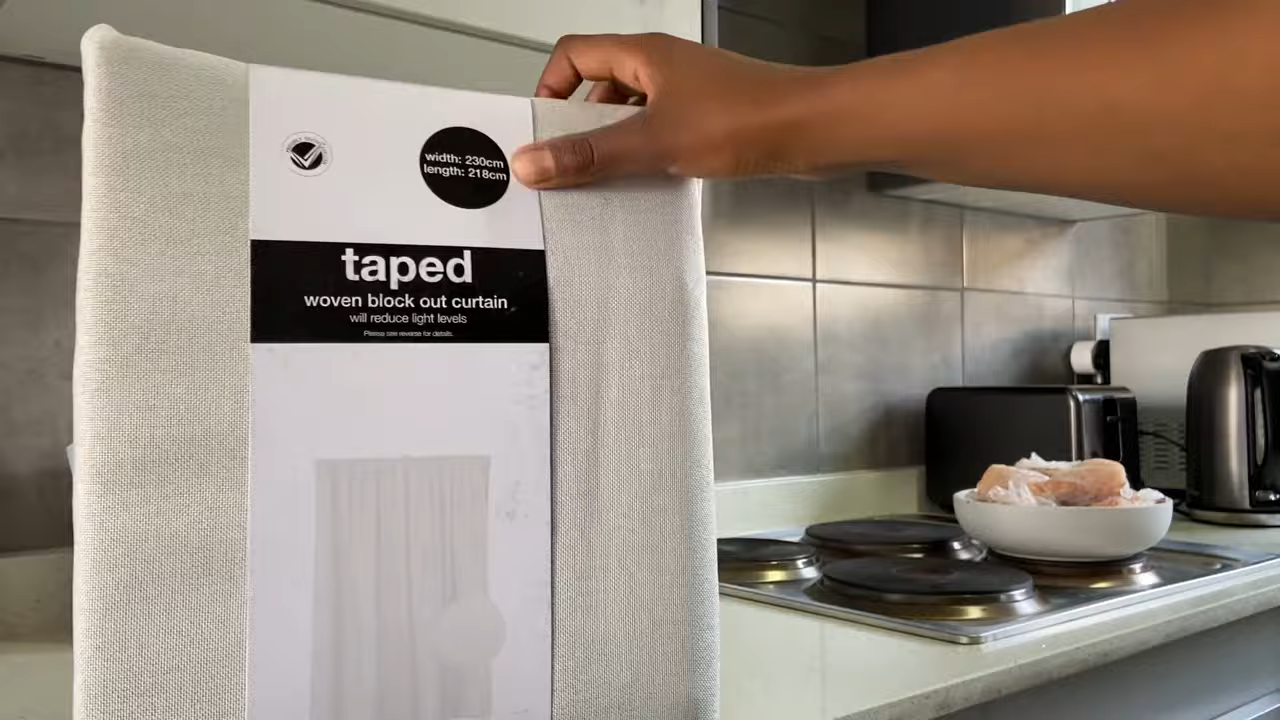 width: 230cm
length: 218cm
taped
woven block out curtain
will reduce light levels
Please see reverse for details.